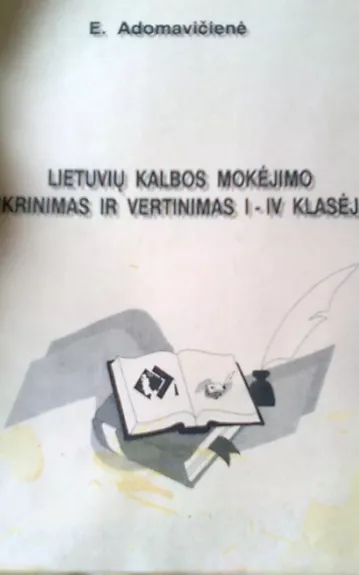 E. Adomavičienė
LIETUVIŲ KALBOS MOKĖJIMO
KRINIMAS IR VERTINIMAS I - IV KLASĖJ